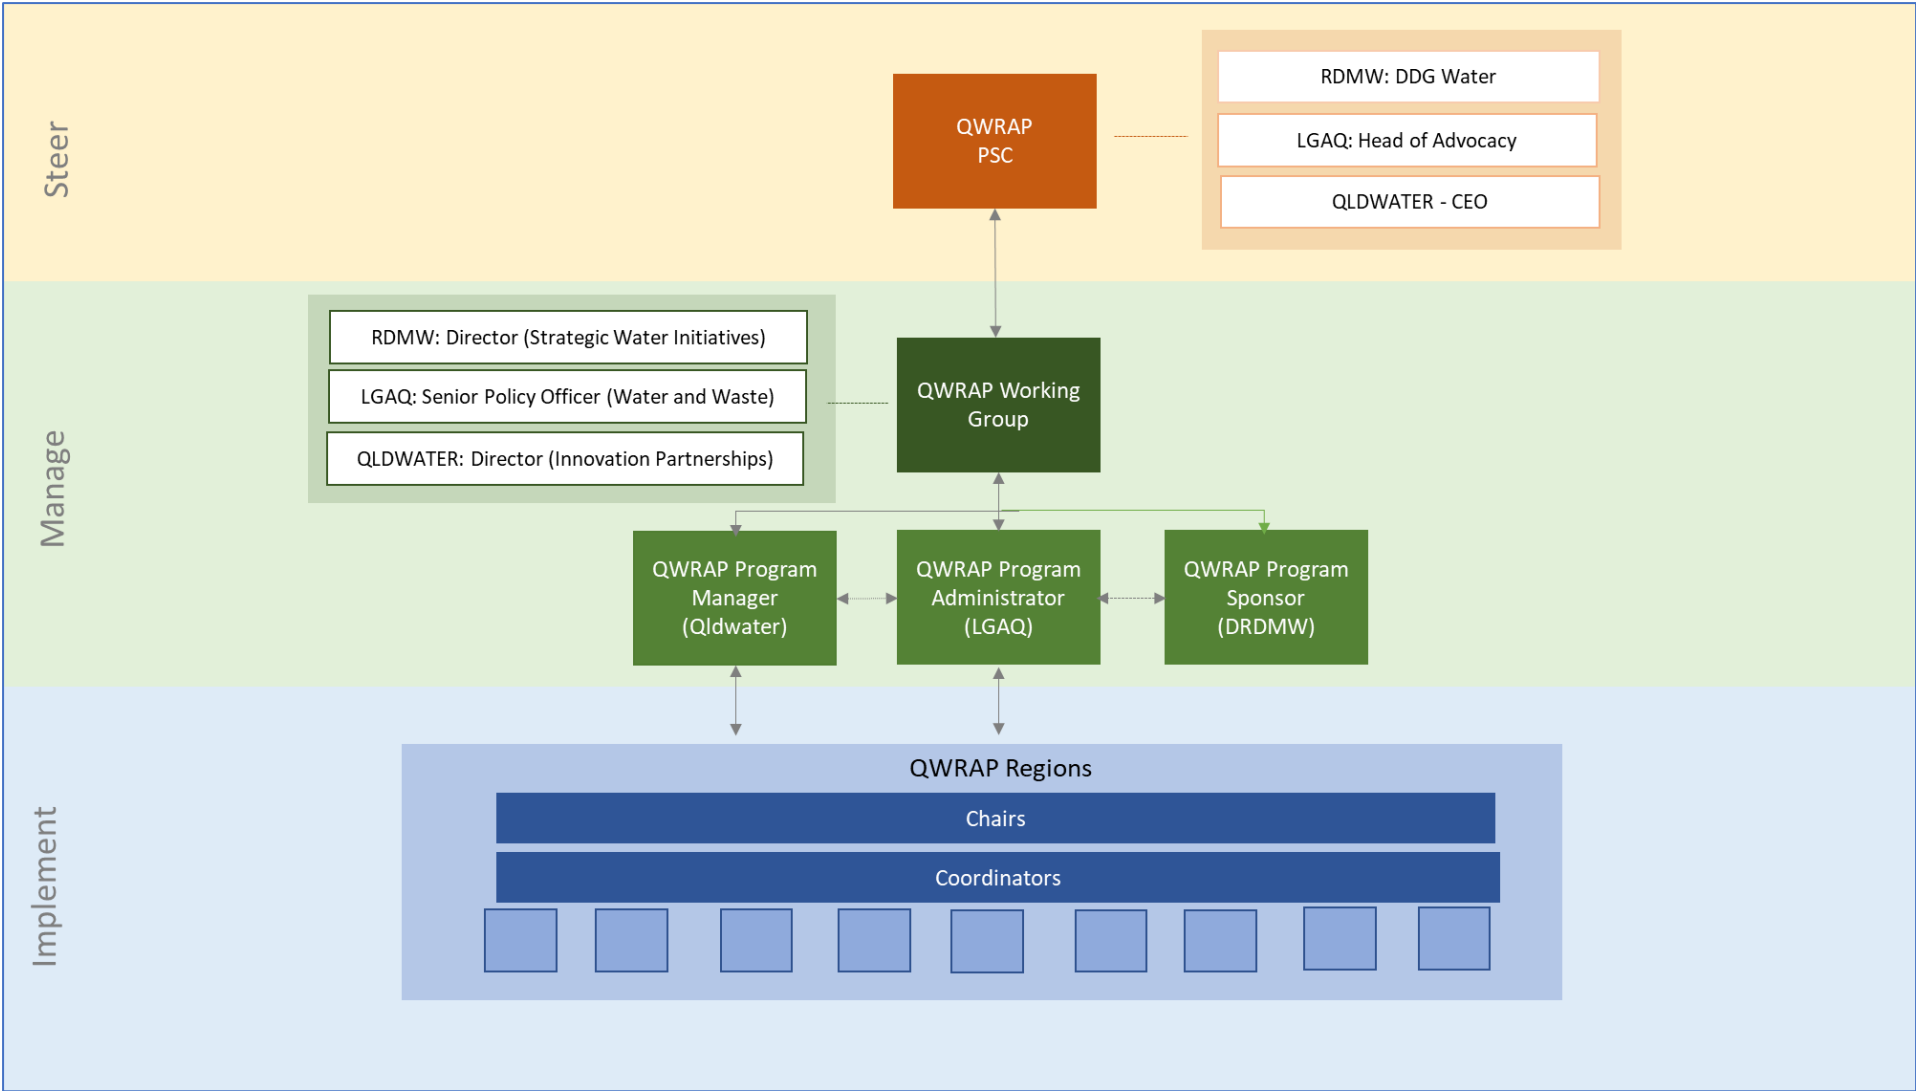 Steer
QWRAP
PSC
RDMW: DDG Water
LGAQ: Head of Advocacy
QLDWATER - CEO
Manage
RDMW: Director (Strategic Water Initiatives)
LGAQ: Senior Policy Officer (Water and Waste)
QLDWATER: Director (Innovation Partnerships)
QWRAP Working
Group
QWRAP Program
Manager
(Qldwater)
QWRAP Program
Administrator
(LGAQ)
QWRAP Program
Sponsor
(DRDMW)
Implement
QWRAP Regions
Chairs
Coordinators